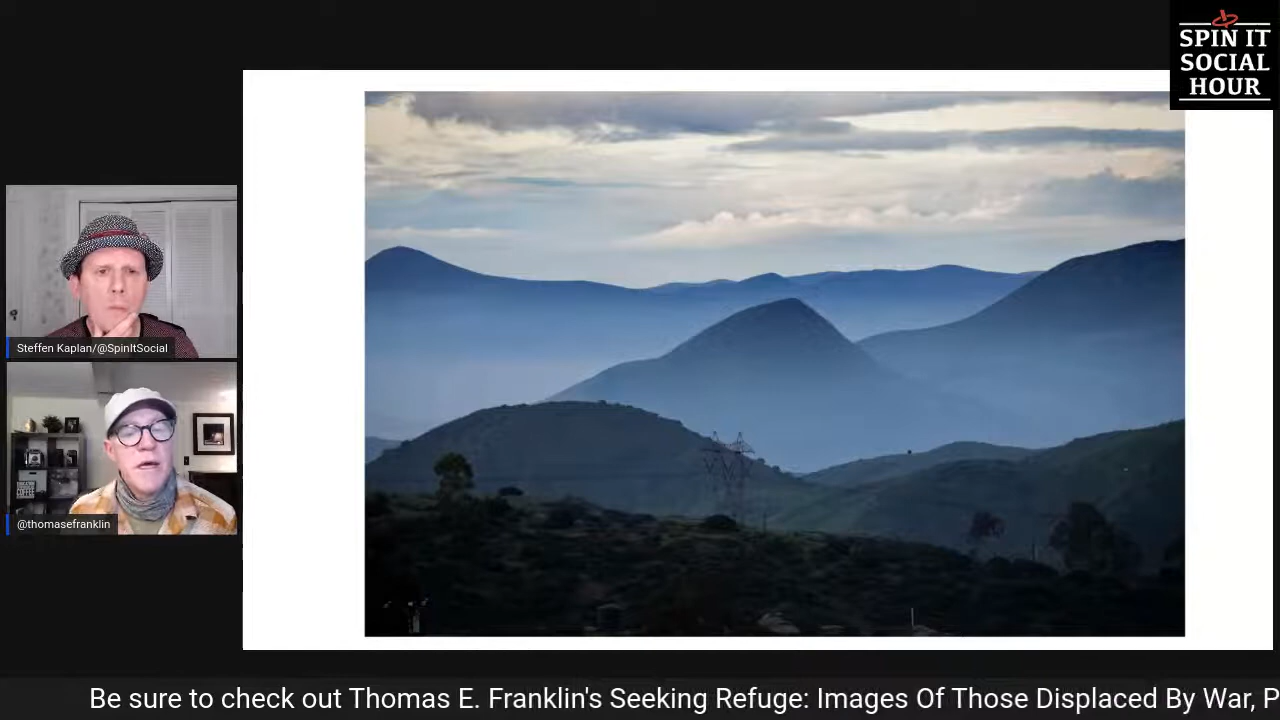 SPIN IT
SOCIAL
HOUR
Steffen Kaplan/@SpinItSocial
@thomasefranklin
Be sure to check out Thomas E. Franklin's Seeking Refuge: Images Of Those Displaced By War, P